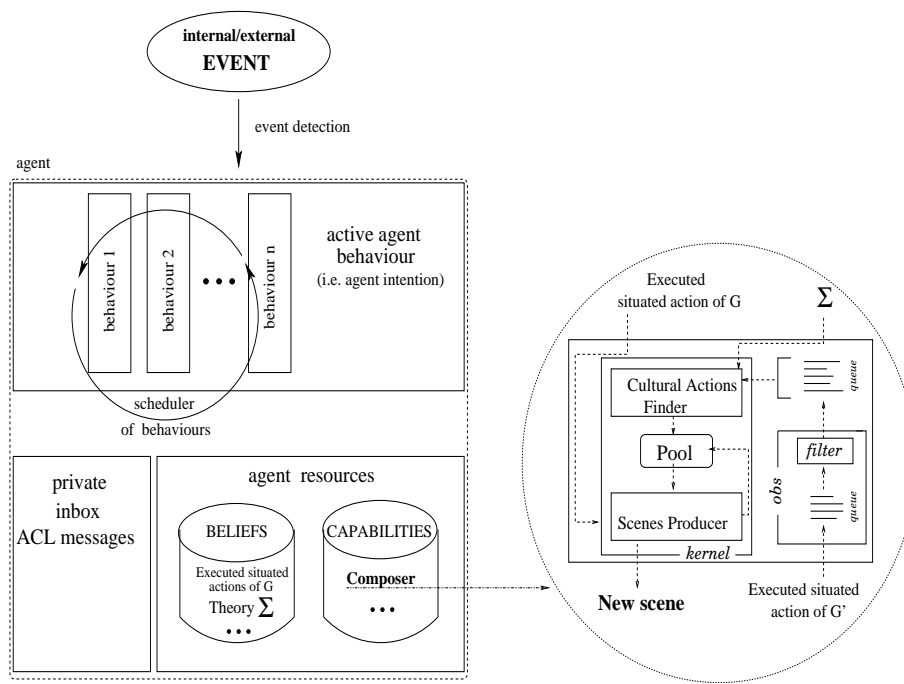 internal/external
EVENT
event detection
agent
behaviour 1
behaviour 2
•••
behaviour n
active agent
behaviour
(i.e. agent intention)
scheduler
of behaviours
private
inbox
ACL messages
agent resources
BELIEFS
Executed situated
actions of G
Theory Σ
•••
CAPABILITIES
Composer
•••
Executed
situated action of G
Σ
Cultural Actions
Finder
Pool
Scenes Producer
kernel
queue
filter
obs
queue
New scene
Executed situated
action of G’